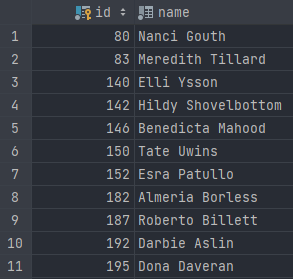 id name
1 80 Nanci Gouth
2 83 Meredith Tillard
3 140 Elli Ysson
4 142 Hildy Shovelbottom
5 146 Benedicta Mahood
6 150 Tate Uwins
7 152 Esra Patullo
8 182 Almeria Borless
9 187 Roberto Billett
10 192 Darbie Aslin
11 195 Dona Daveran